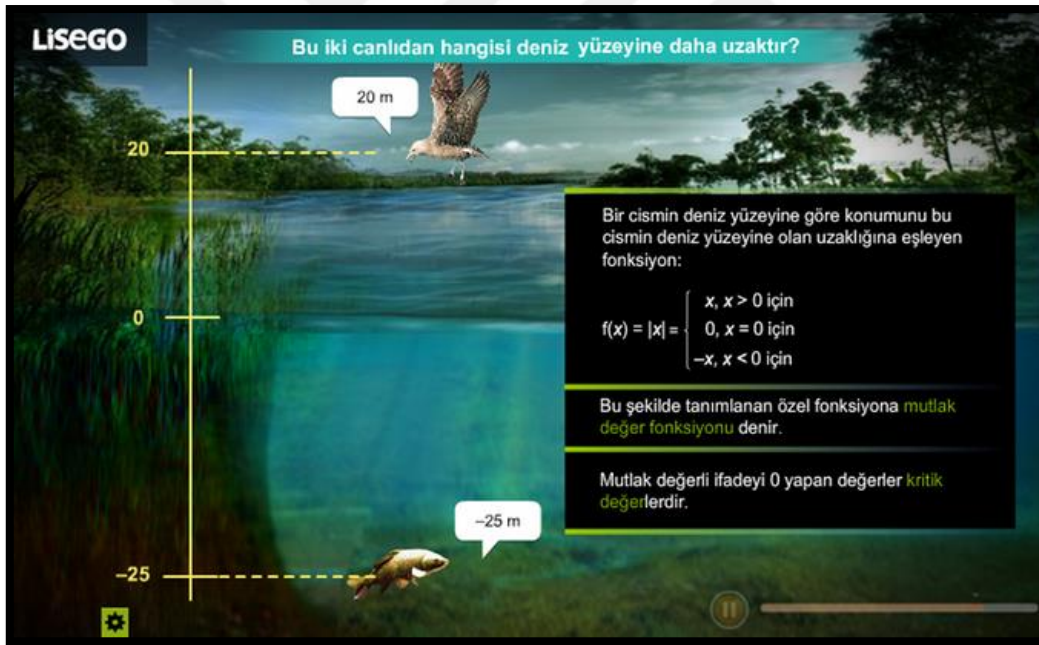 LiSEGO
Bu iki canlıdan hangisi deniz yüzeyine daha uzaktır?
20 m
20
Bir cismin deniz yüzeyine göre konumunu bu
cismin deniz yüzeyine olan uzaklığına eşleyen
fonksiyon:
x, x > 0 için
f(x) = |x| = 0, x = 0 için
–x, x < 0 için
0
Bu şekilde tanımlanan özel fonksiyona mutlak
değer fonksiyonu denir.
Mutlak değerli ifadeyi 0 yapan değerler kritik
değerlerdir.
–25 m
–25